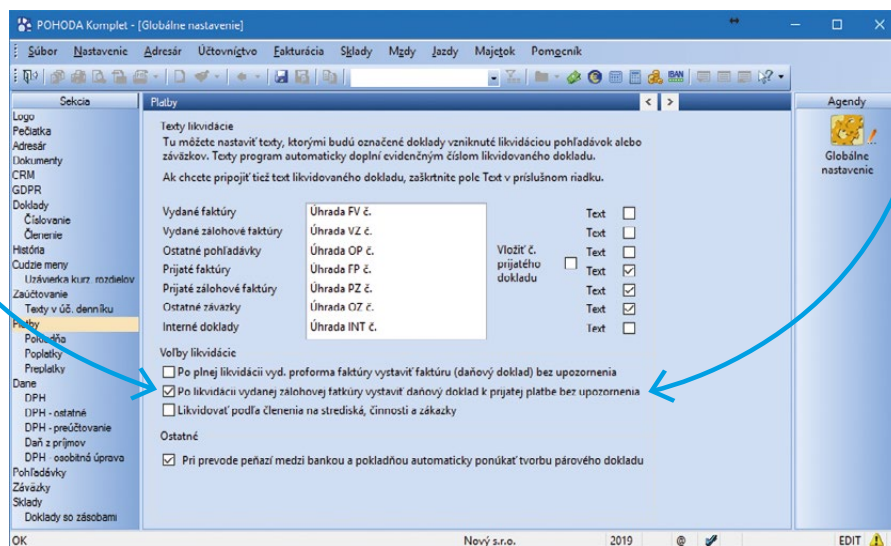 POHODA Komplet - [Globálne nastavenie]
Súbor Nastavenie Adresár Účtovníctvo Fakturácia Sklady Mzdy Jazdy Majetok Pomocník
IBAN
Sekcia
Logo
Pečiatka
Adresár
Dokumenty
CRM
GDPR
Doklady
Číslovanie
Členenie
História
Cudzie meny
Uzávierka kurz. rozdielov
Zaúčtovanie
Texty v úč. denníku
Platby
Pokladňa
Poplatky
Preplatky
Dane
DPH
DPH - ostatné
DPH - preúčtovanie
Daň z príjmov
DPH - osobitná úprava
Pohľadávky
Záväzky
Sklady
Doklady so zásobami
Platby
Texty likvidácie
Tu môžete nastaviť texty, ktorými budú označené doklady vzniknuté likvidáciou pohľadávok alebo
záväzkov. Texty program automaticky doplní evidenčným číslom likvidovaného dokladu.
Ak chcete pripojiť tiež text likvidovaného dokladu, zaškrtnite pole Text v príslušnom riadku.
Vydané faktúry Úhrada FV č. Text
Vydané zálohové faktúry Úhrada VZ č. Text
Ostatné pohľadávky Úhrada OP č. Text
Prijaté faktúry Úhrada FP č. Text
Prijaté zálohové faktúry Úhrada PZ č. Text
Ostatné záväzky Úhrada OZ č. Text
Interné doklady Úhrada INT č. Text
Vložiť č.
prijatého
dokladu
Voľby likvidácie
Po plnej likvidácii vyd. proforma faktúry vystaviť faktúru (daňový doklad) bez upozornenia
Po likvidácii vydanej zálohovej fatkúry vystaviť daňový doklad k prijatej platbe bez upozornenia
Likvidovať podľa členenia na strediská, činnosti a zákazky
Ostatné
Pri prevode peňazí medzi bankou a pokladňou automaticky ponúkať tvorbu párového dokladu
Agendy
Globálne
nastavenie
OK Nový s.r.o. 2019 @ EDIT